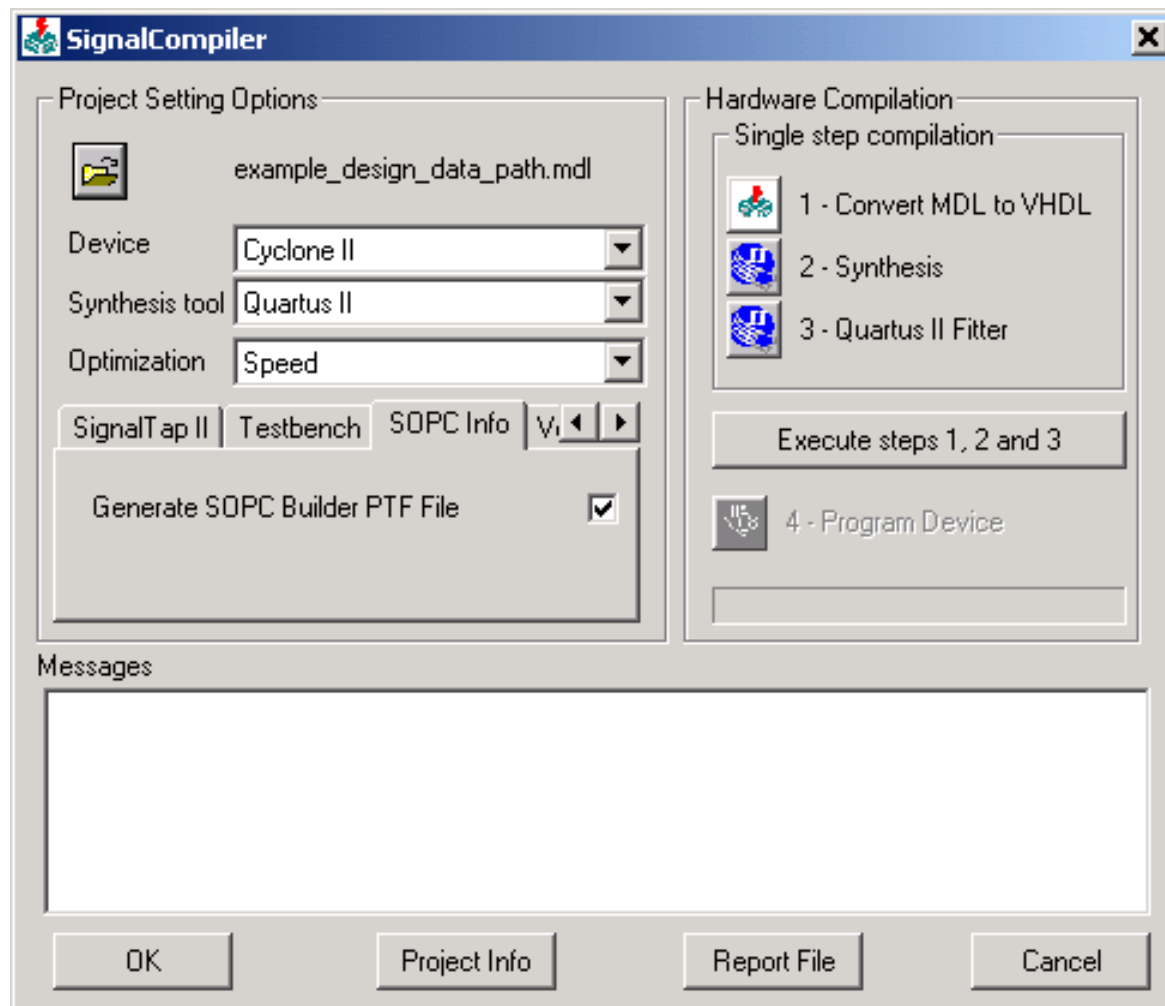 SignalCompiler
Project Setting Options
example_design_data_path.mdl
Device
Cyclone II
Synthesis tool
Quartus II
Optimization
Speed
SignalTap II
Testbench
SOPC Info
Generate SOPC Builder PTF File
Hardware Compilation
Single step compilation
1 - Convert MDL to VHDL
2 - Synthesis
3 - Quartus II Fitter
Execute steps 1, 2 and 3
4 - Program Device
Messages
OK
Project Info
Report File
Cancel